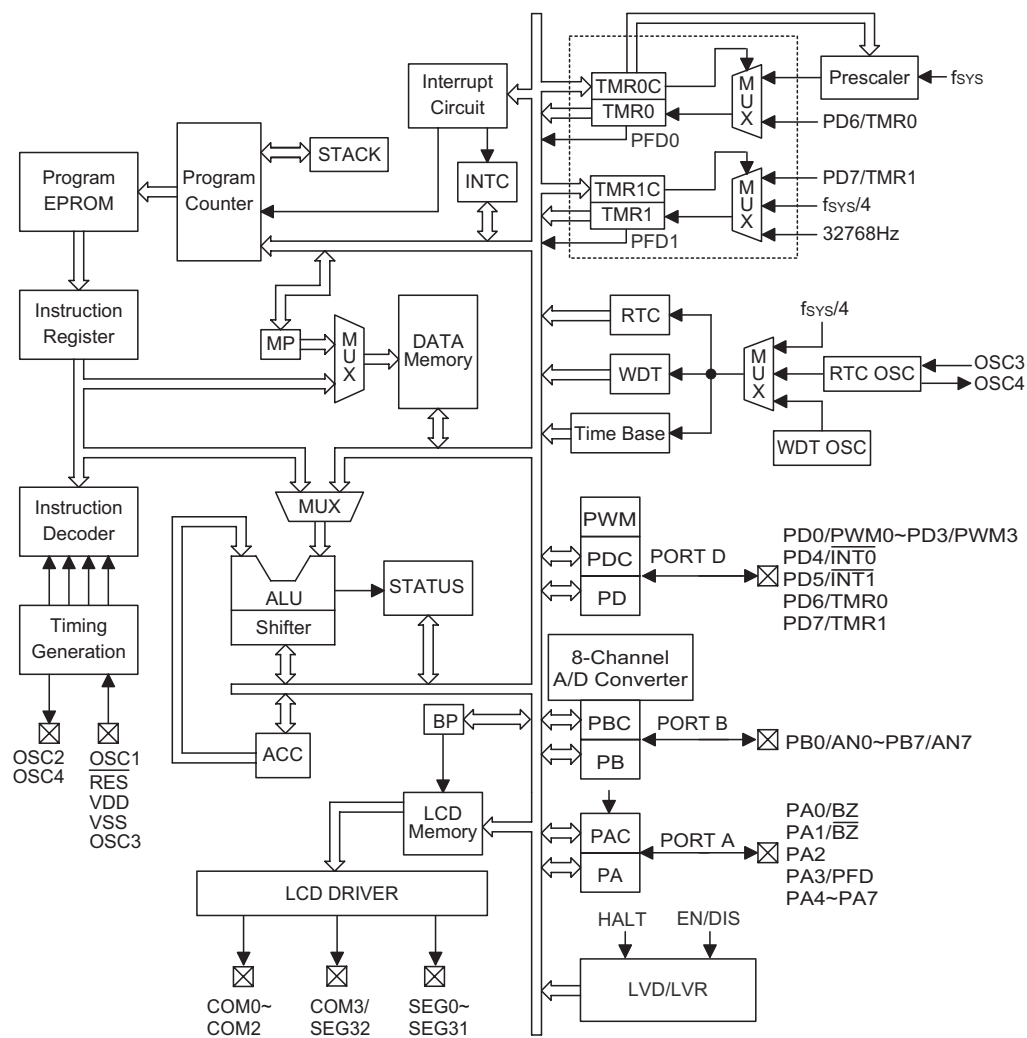 Interrupt
Circuit
TMR0C
TMR0
PFD0
MUX
Prescaler
fSYS
PD6/TMR0
STACK
INTC
Program
EPROM
Program
Counter
TMR1C
TMR1
PFD1
MUX
PD7/TMR1
fSYS/4
32768Hz
Instruction
Register
MP
MUX
DATA
Memory
RTC
WDT
Time Base
MUX
fSYS/4
RTC OSC
OSC3
OSC4
WDT OSC
Instruction
Decoder
MUX
ALU
Shifter
STATUS
PWM
PDC
PD
PORT D
PD0/PWM0~PD3/PWM3
PD4/I̅N̅T̅0̅
PD5/I̅N̅T̅1̅
PD6/TMR0
PD7/TMR1
Timing
Generation
OSC2
OSC4
OSC1
R̅E̅S̅
VDD
VSS
OSC3
ACC
BP
8-Channel
A/D Converter
PBC
PB
PORT B
PB0/AN0~PB7/AN7
LCD
Memory
PAC
PA
PORT A
PA0/BZ
PA1/B̅Z̅
PA2
PA3/PFD
PA4~PA7
LCD DRIVER
COM0~
COM2
COM3/
SEG32
SEG0~
SEG31
HALT
EN/DIS
LVD/LVR